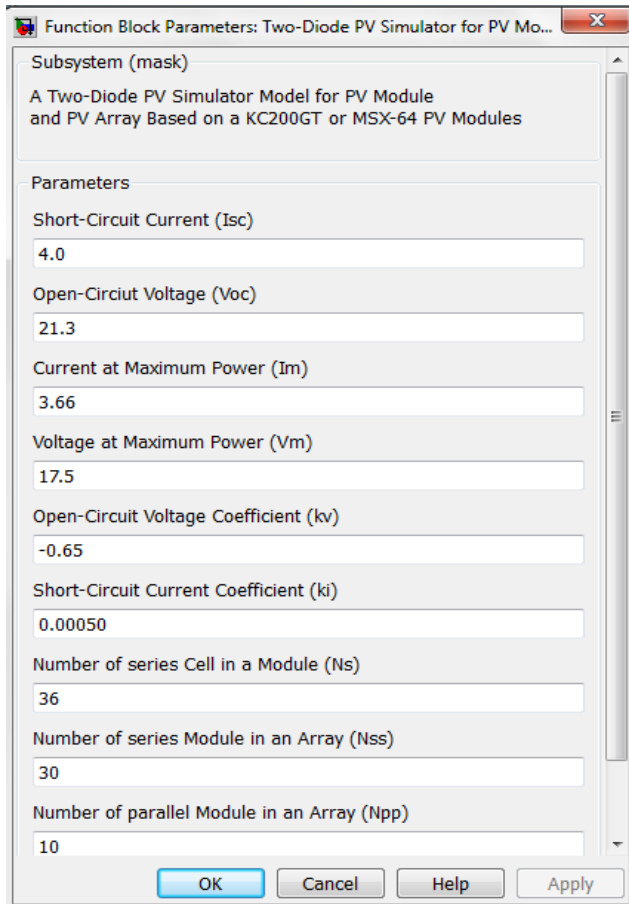 Function Block Parameters: Two-Diode PV Simulator for PV Mo...
Subsystem (mask)
A Two-Diode PV Simulator Model for PV Module
and PV Array Based on a KC200GT or MSX-64 PV Modules
Parameters
Short-Circuit Current (Isc)
4.0
Open-Circiut Voltage (Voc)
21.3
Current at Maximum Power (Im)
3.66
Voltage at Maximum Power (Vm)
17.5
Open-Circuit Voltage Coefficient (kv)
-0.65
Short-Circuit Current Coefficient (ki)
0.00050
Number of series Cell in a Module (Ns)
36
Number of series Module in an Array (Nss)
30
Number of parallel Module in an Array (Npp)
10
OK Cancel Help Apply